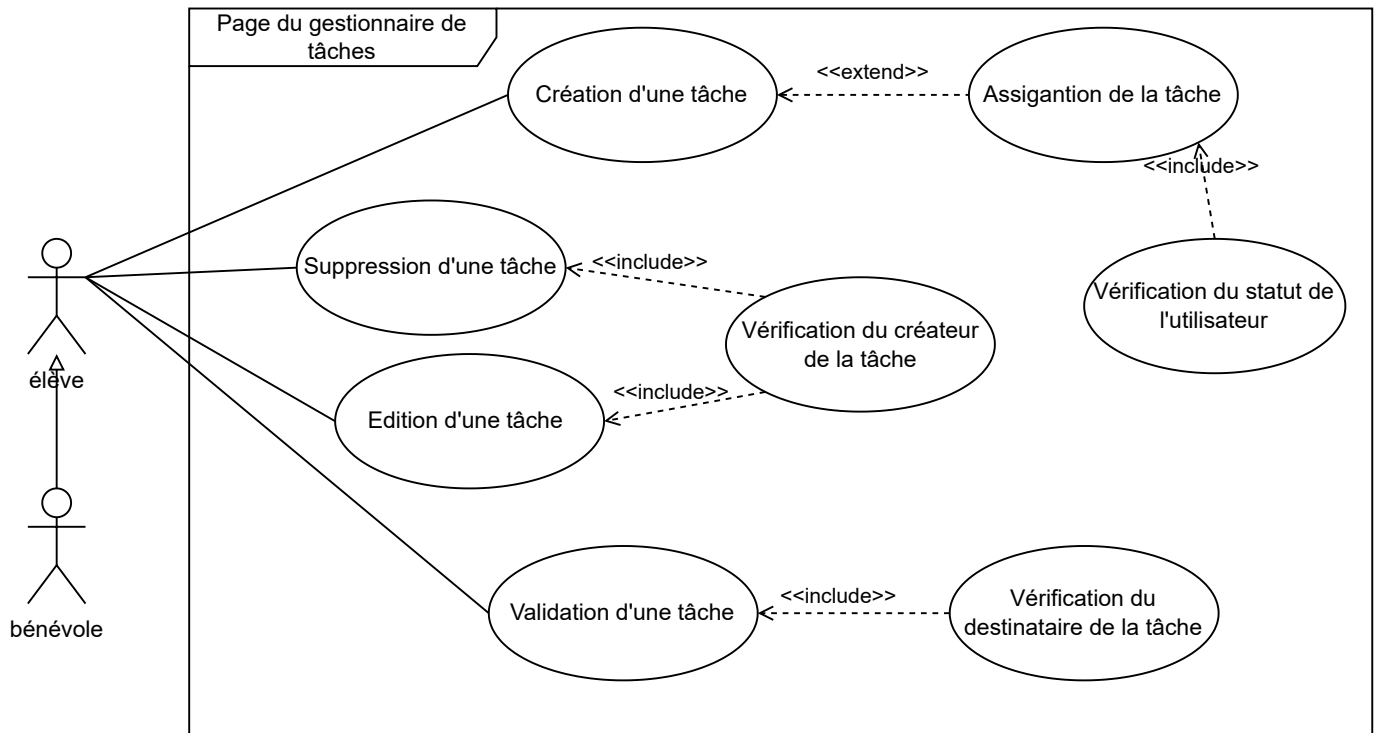 Page du gestionnaire de
tâches
Création d'une tâche
<<extend>>
Assigantion de la tâche
<<include>>
Suppression d'une tâche
<<include>>
Vérification du statut de
l'utilisateur
Vérification du créateur
de la tâche
élève
<<include>>
Edition d'une tâche
bénévole
Validation d'une tâche
<<include>>
Vérification du
destinataire de la tâche